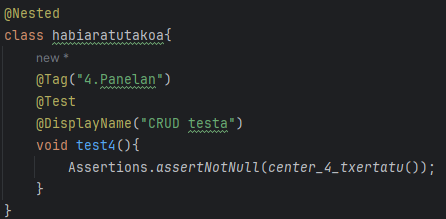 @Nested
class habiaratutakoa{
new *
@Tag("4.Panelan")
@Test
@DisplayName("CRUD testa")
void test4(){
Assertions.assertNotNull(center_4_txertatu());
}
}